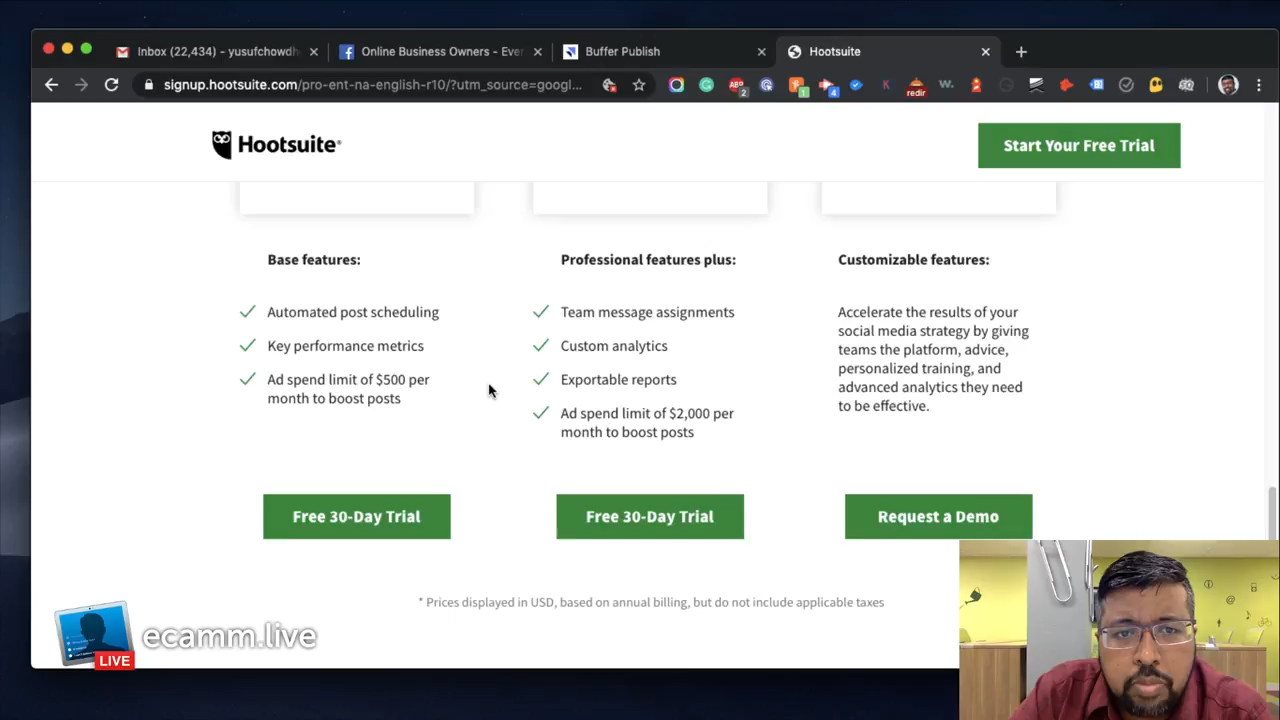 Inbox (22,434) - yusufchowdh
Online Business Owners - Ever
Buffer Publish
Hootsuite
signup.hootsuite.com/pro-ent-na-english-r10/?utm_source=googl...
ABP
2
1
4
K
redir
w.
Hootsuite®
Start Your Free Trial
Base features:
Automated post scheduling
Key performance metrics
Ad spend limit of $500 per
month to boost posts
Free 30-Day Trial
Professional features plus:
Team message assignments
Custom analytics
Exportable reports
Ad spend limit of $2,000 per
month to boost posts
Free 30-Day Trial
Customizable features:
Accelerate the results of your
social media strategy by giving
teams the platform, advice,
personalized training, and
advanced analytics they need
to be effective.
Request a Demo
* Prices displayed in USD, based on annual billing, but do not include applicable taxes
ecamm.live
LIVE